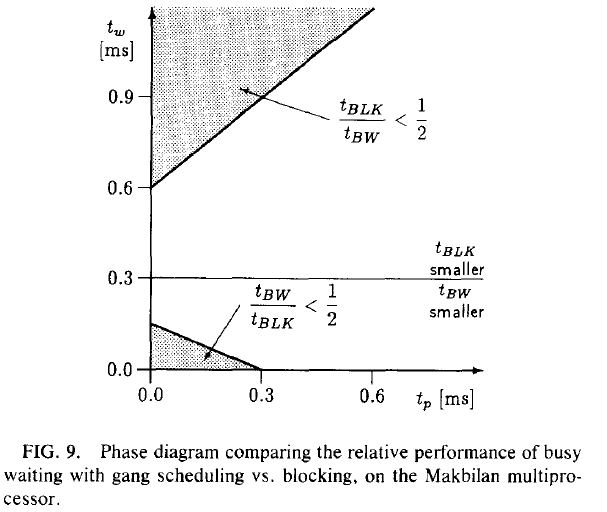 t_w
[ms]
0.9
t_BLK / t_BW < 1/2
0.6
t_BLK
smaller
0.3
t_BW
smaller
t_BW / t_BLK < 1/2
0.0
0.0 0.3 0.6 t_p [ms]
FIG. 9. Phase diagram comparing the relative performance of busy
waiting with gang scheduling vs. blocking, on the Makbilan multipro-
cessor.